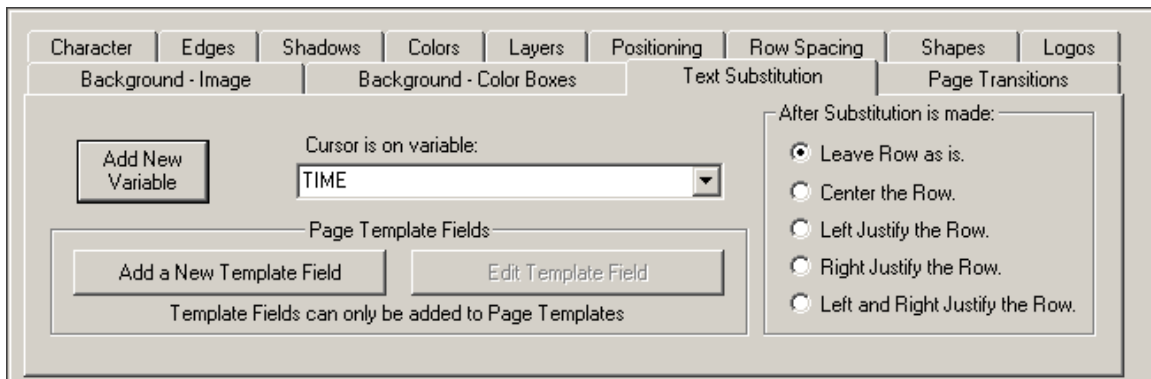 Character Edges Shadows Colors Layers Positioning Row Spacing Shapes Logos
Background - Image Background - Color Boxes Text Substitution Page Transitions
Add New
Variable
Cursor is on variable:
TIME
Page Template Fields
Add a New Template Field Edit Template Field
Template Fields can only be added to Page Templates
After Substitution is made:
Leave Row as is.
Center the Row.
Left Justify the Row.
Right Justify the Row.
Left and Right Justify the Row.